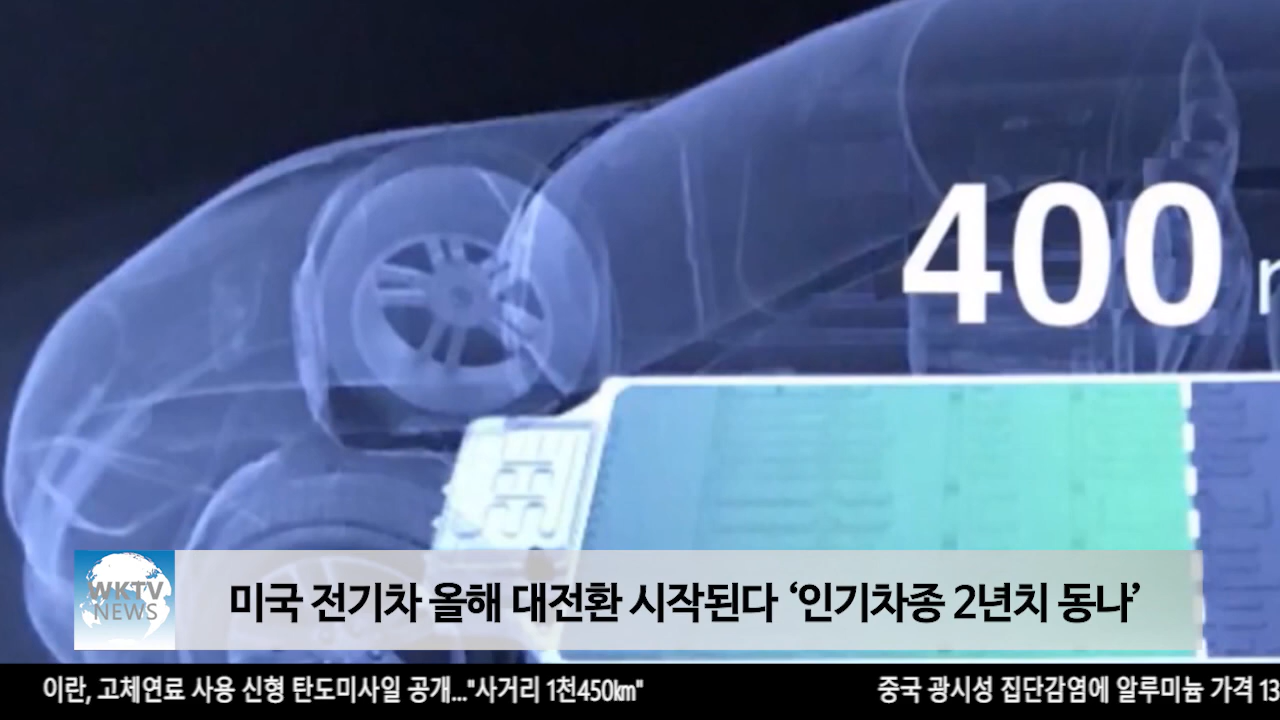 400
WKTV
NEWS
미국 전기차 올해 대전환 시작된다 ‘인기차종 2년치 동나’
이란, 고체연료 사용 신형 탄도미사일 공개..."사거리 1천450㎞"
중국 광시성 집단감염에 알루미늄 가격 13